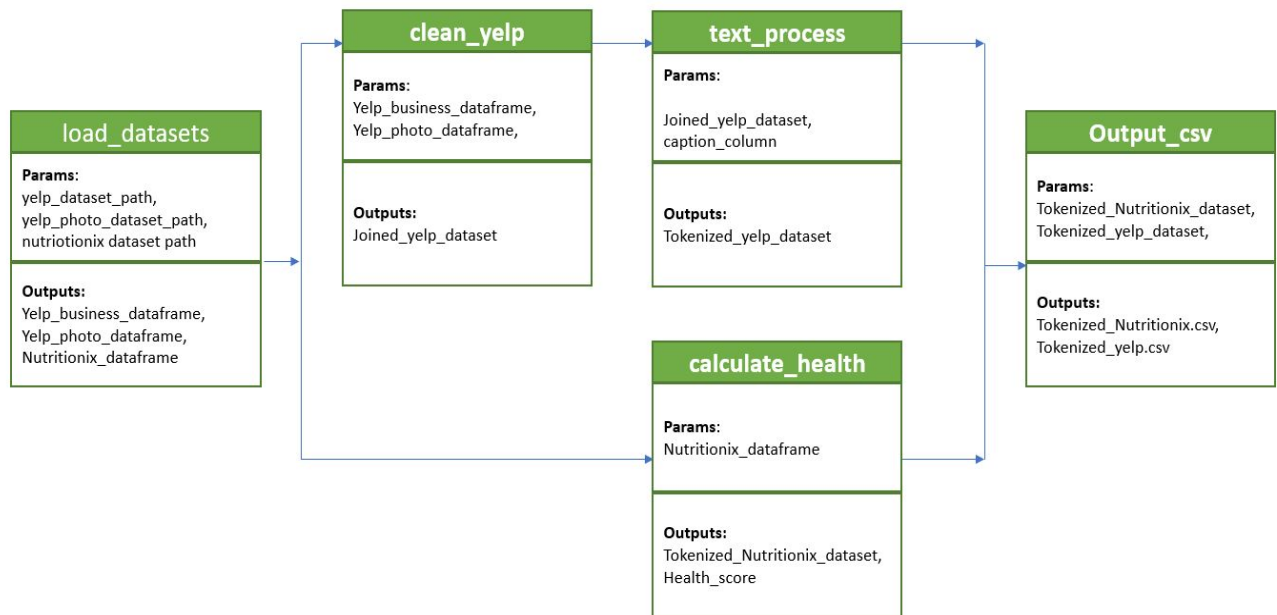 load_datasets
Params:
yelp_dataset_path,
yelp_photo_dataset_path,
nutriotionix dataset path
Outputs:
Yelp_business_dataframe,
Yelp_photo_dataframe,
Nutritionix_dataframe
clean_yelp
Params:
Yelp_business_dataframe,
Yelp_photo_dataframe,
Outputs:
Joined_yelp_dataset
text_process
Params:
Joined_yelp_dataset,
caption_column
Outputs:
Tokenized_yelp_dataset
calculate_health
Params:
Nutritionix_dataframe
Outputs:
Tokenized_Nutritionix_dataset,
Health_score
Output_csv
Params:
Tokenized_Nutritionix_dataset,
Tokenized_yelp_dataset,
Outputs:
Tokenized_Nutritionix.csv,
Tokenized_yelp.csv